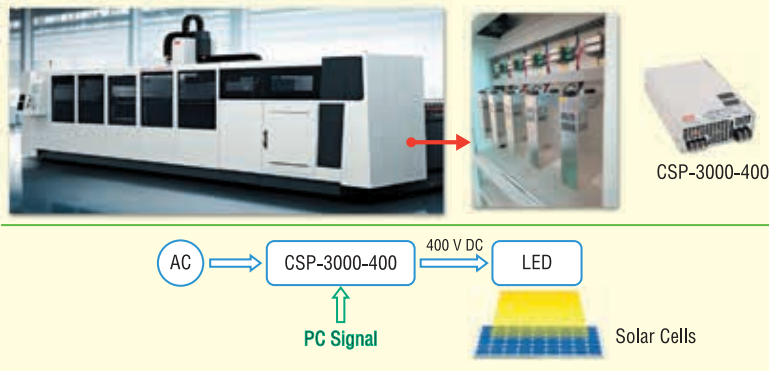 CSP-3000-400
AC
CSP-3000-400
400 V DC
LED
PC Signal
Solar Cells